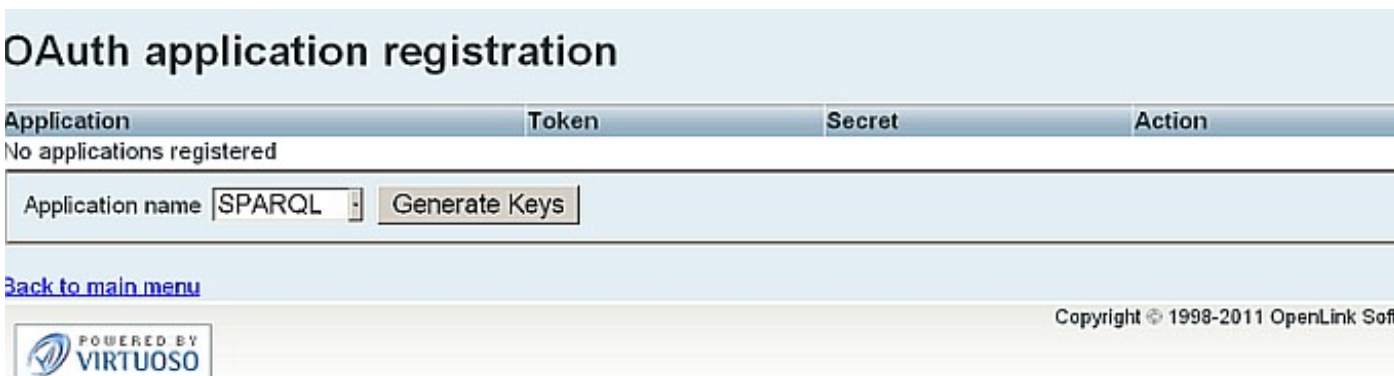 OAuth application registration
Application Token Secret Action
No applications registered
Application name SPARQL Generate Keys
Back to main menu
Copyright © 1998-2011 OpenLink Soft
POWERED BY
VIRTUOSO